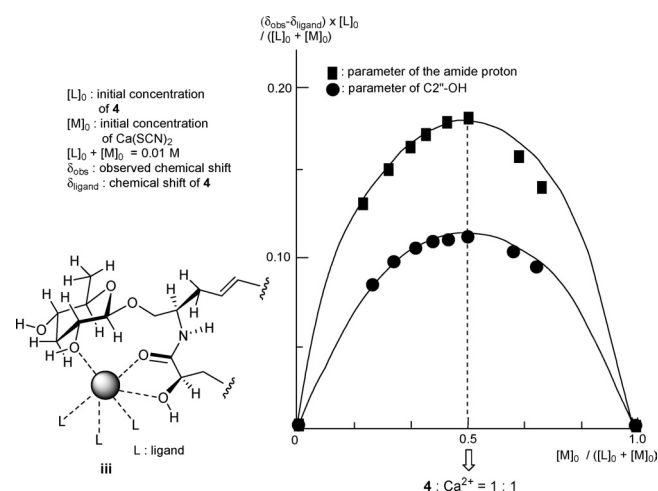 (δobs-δligand) x [L]0
/ ([L]0 + [M]0)
[L]0 : initial concentration
of 4
[M]0 : initial concentration
of Ca(SCN)2
[L]0 + [M]0 = 0.01 M
δobs : observed chemical shift
δligand : chemical shift of 4
■ : parameter of the amide proton
● : parameter of C2"-OH
0.20
0.10
0
0
0.5
1.0
[M]0 / ([L]0 + [M]0)
4 : Ca2+ = 1 : 1
H
H
H
H
O
O
H
O
H
H
H
O
H
H
O
H
N
H
O
H
O
H
L
L
L
L : ligand
iii